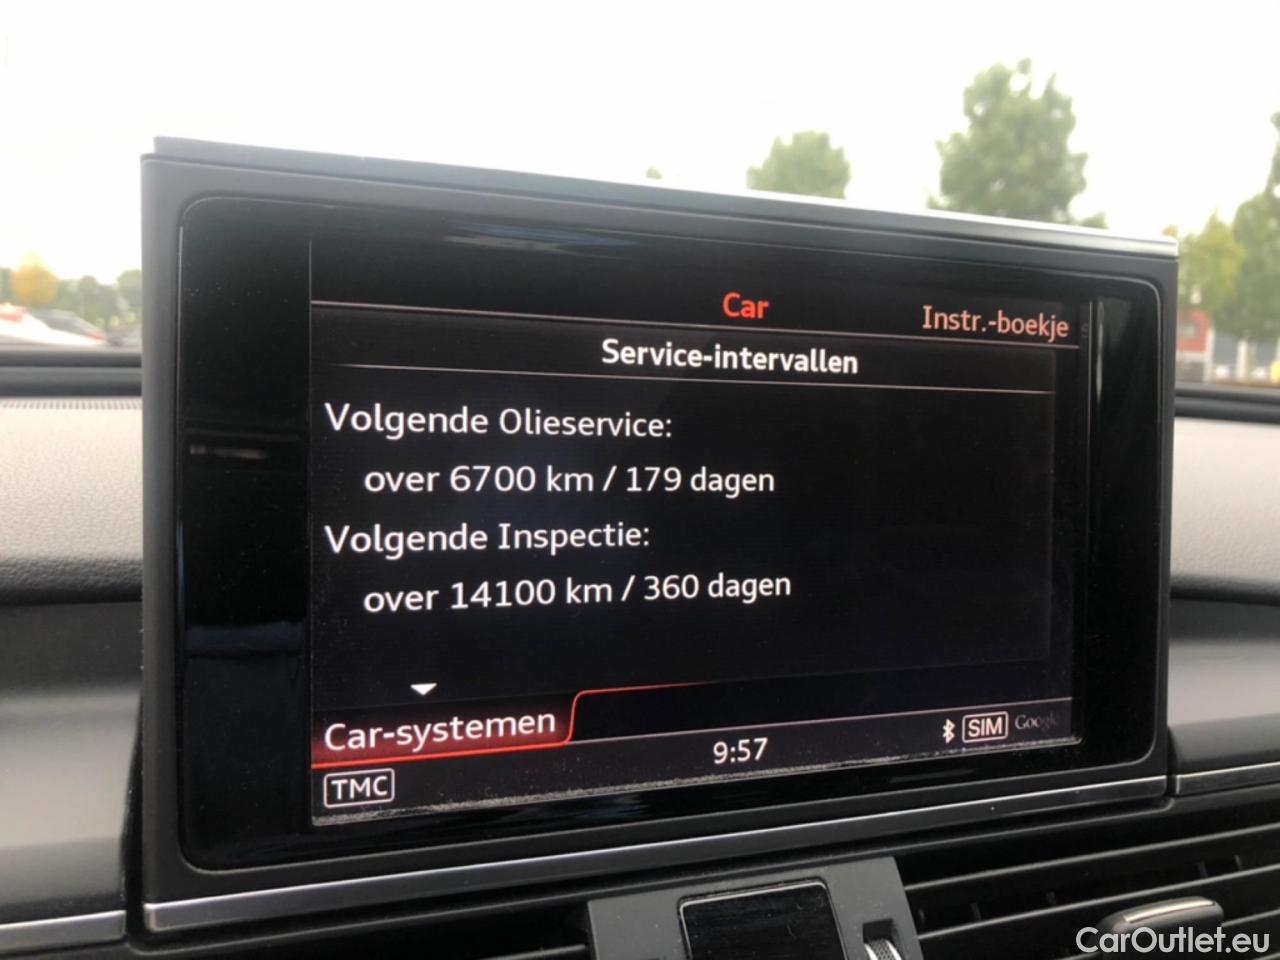 Car
Instr.-boekje
Service-intervallen
Volgende Olieservice:
over 6700 km / 179 dagen
Volgende Inspectie:
over 14100 km / 360 dagen
Car-systemen
SIM Google
9:57
TMC
CarOutlet.eu